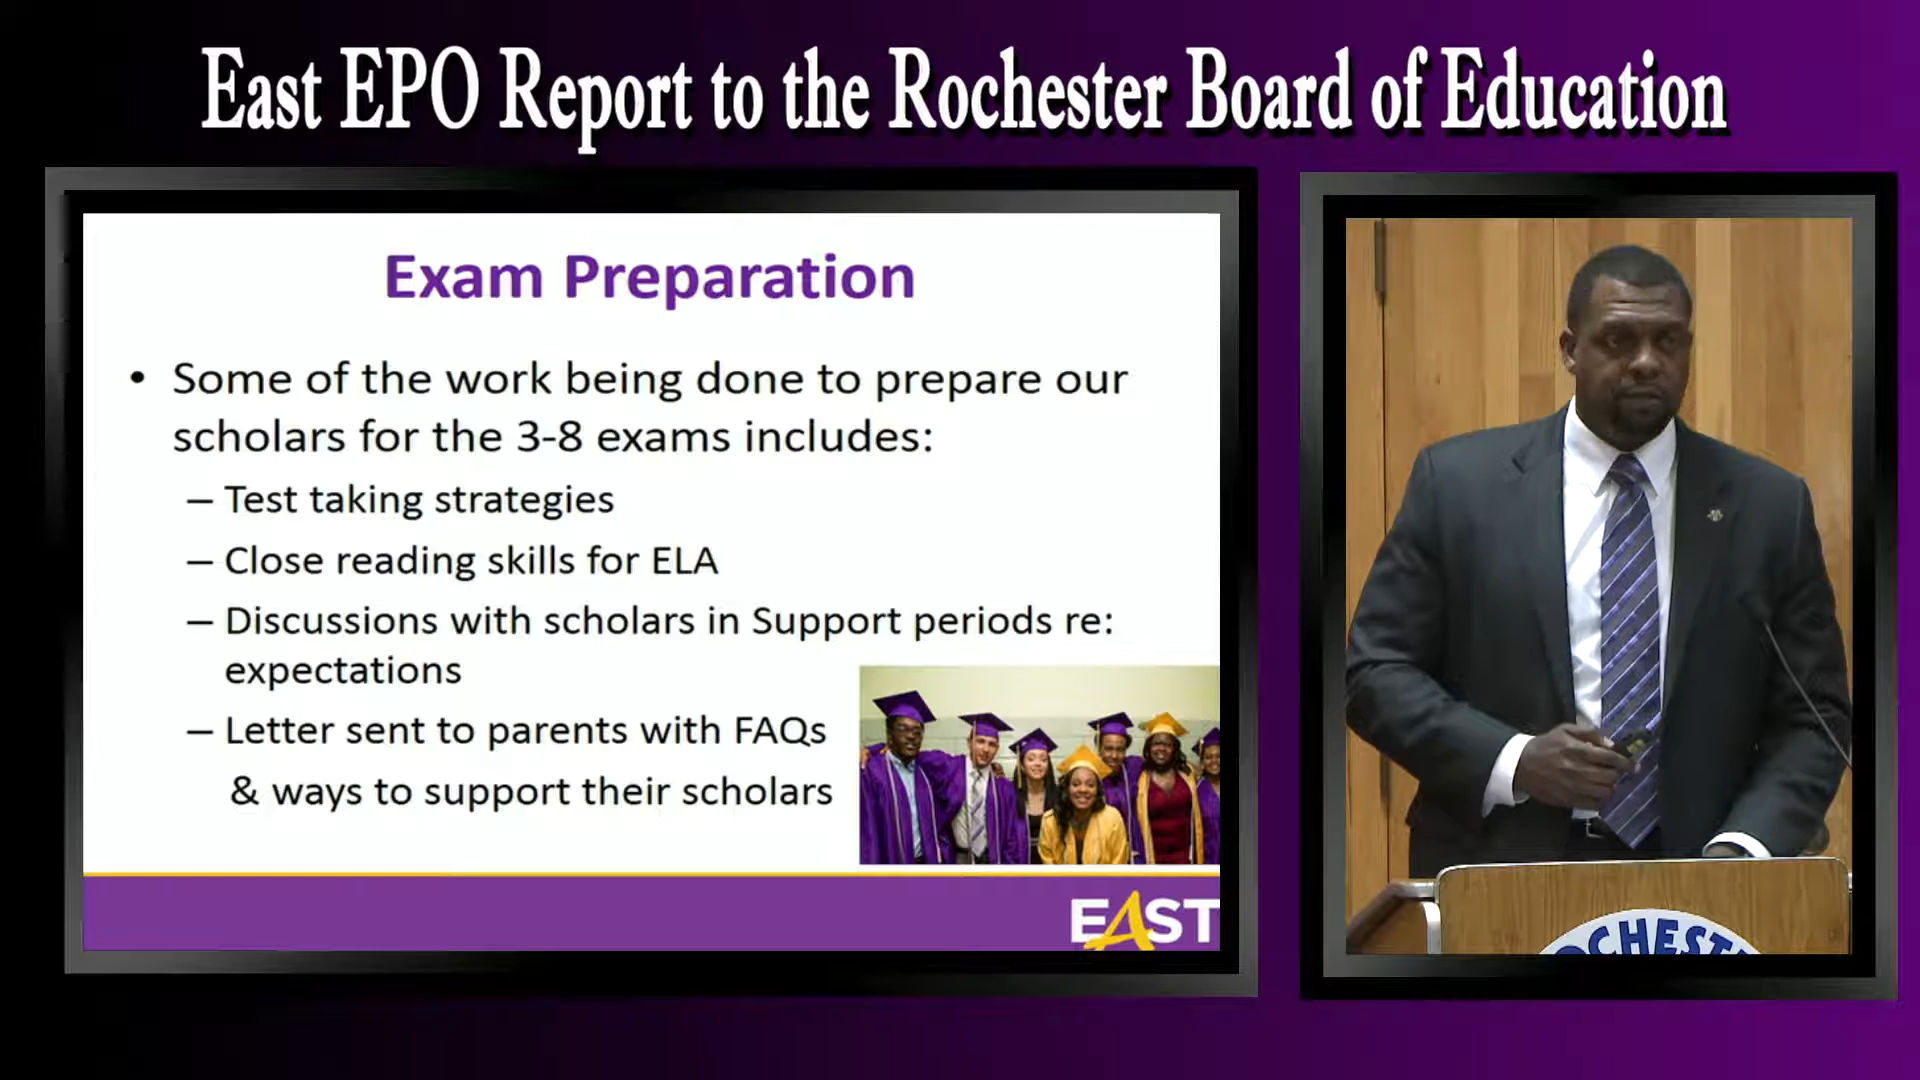 East EPO Report to the Rochester Board of Education
Exam Preparation
• Some of the work being done to prepare our
scholars for the 3-8 exams includes:
– Test taking strategies
– Close reading skills for ELA
– Discussions with scholars in Support periods re:
expectations
– Letter sent to parents with FAQs
& ways to support their scholars
EAST
OCHEST